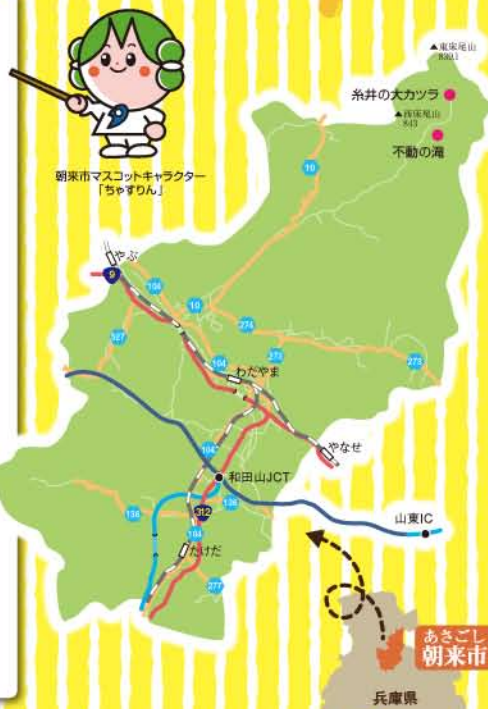 ▲東床尾山
839.1
糸井の大カツラ
▲西床尾山
843
不動の滝
朝来市マスコットキャラクター
「ちゃすりん」
10
やぶ
9
104
10
527
274
104
273
273
わだやま
やなせ
104
和田山JCT
136
136
312
山東IC
104
たけだ
277
あさごし
朝来市
兵庫県